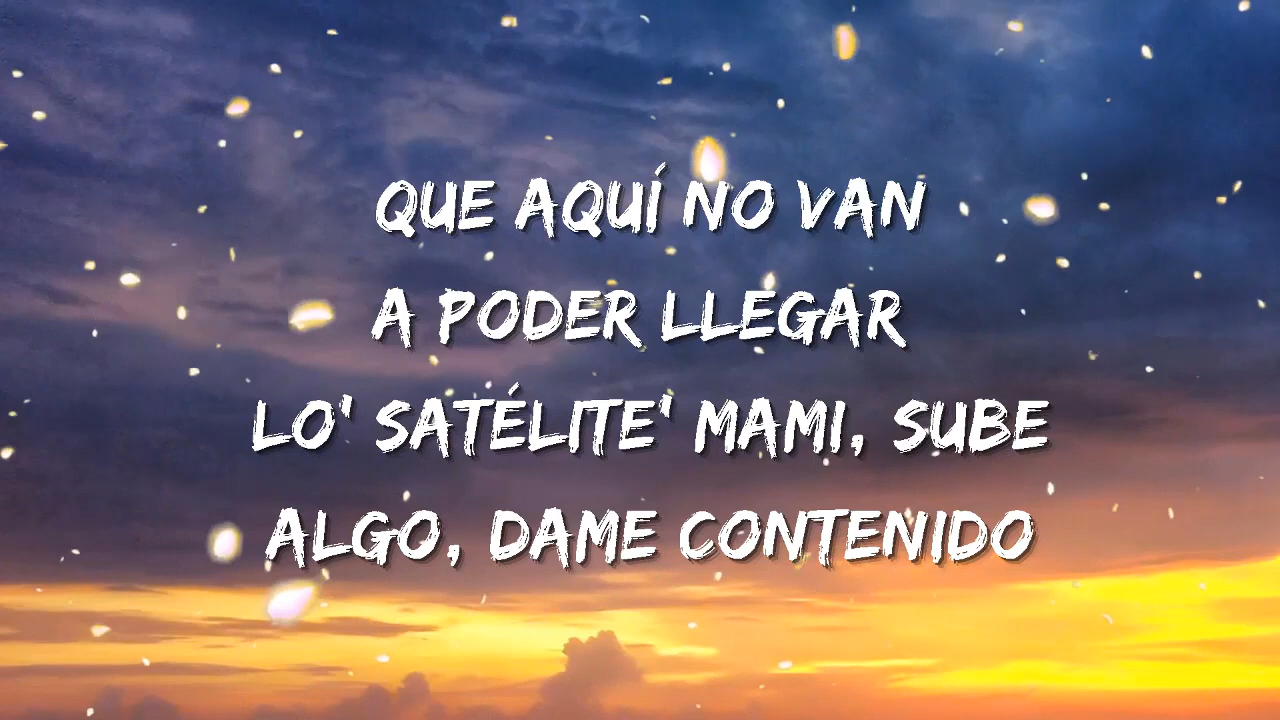 QUE AQUÍ NO VAN
A PODER LLEGAR
LO' SATÉLITE' MAMI, SUBE
ALGO, DAME CONTENIDO